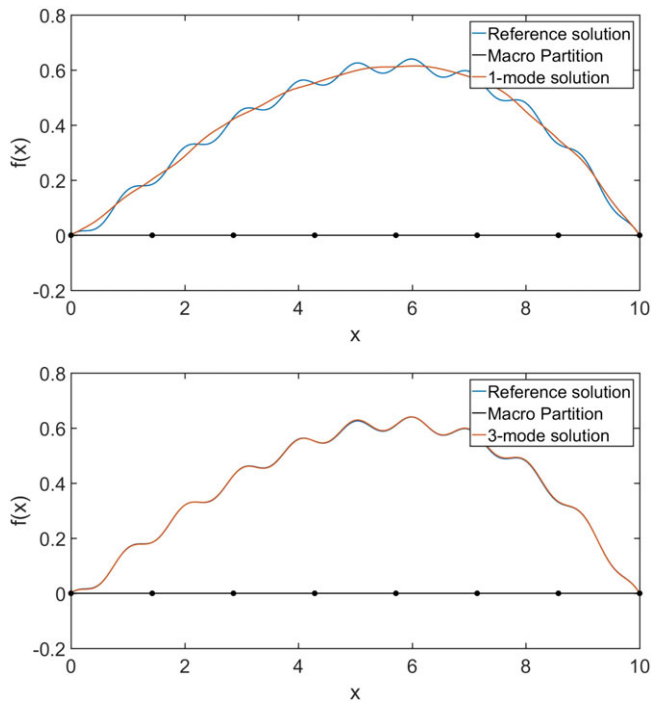 0.8
0.6
0.4
0.2
0
-0.2
f(x)
Reference solution
Macro Partition
1-mode solution
0 2 4 6 8 10
x
0.8
0.6
0.4
0.2
0
-0.2
f(x)
Reference solution
Macro Partition
3-mode solution
0 2 4 6 8 10
x